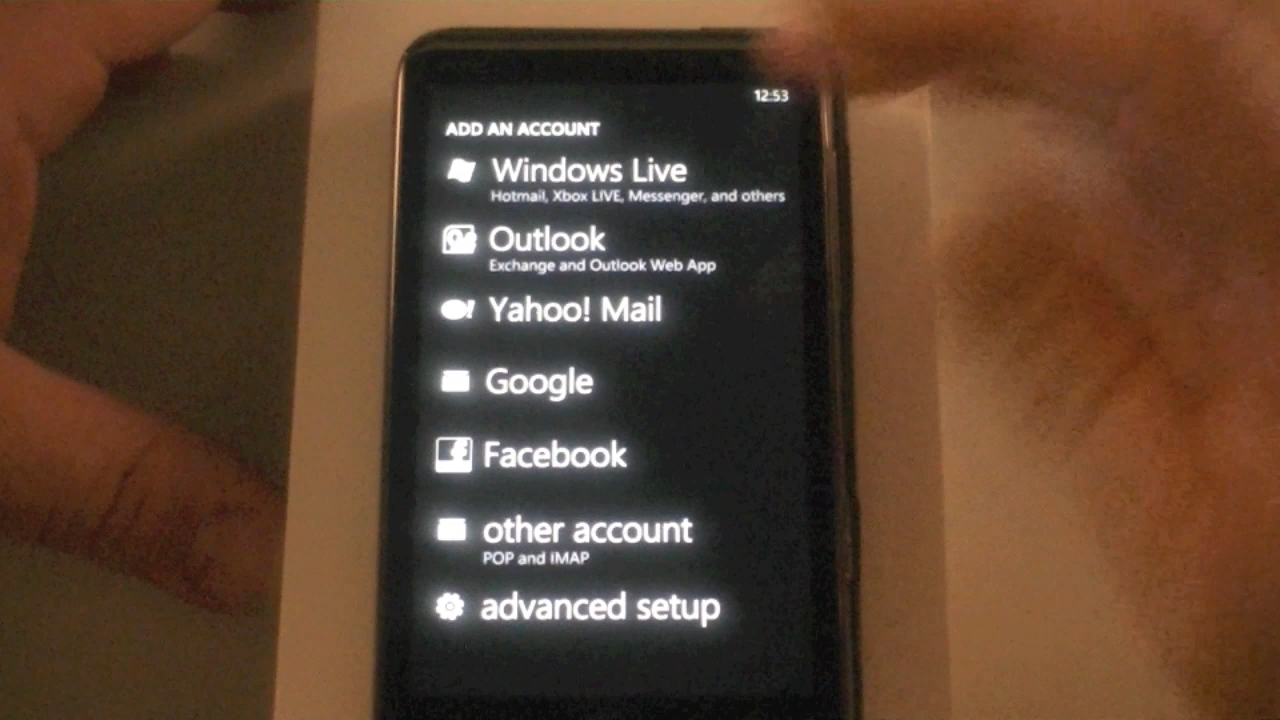 12:53
ADD AN ACCOUNT
Windows Live
Hotmail, Xbox LIVE, Messenger, and others
Outlook
Exchange and Outlook Web App
Yahoo! Mail
Google
Facebook
other account
POP and IMAP
advanced setup